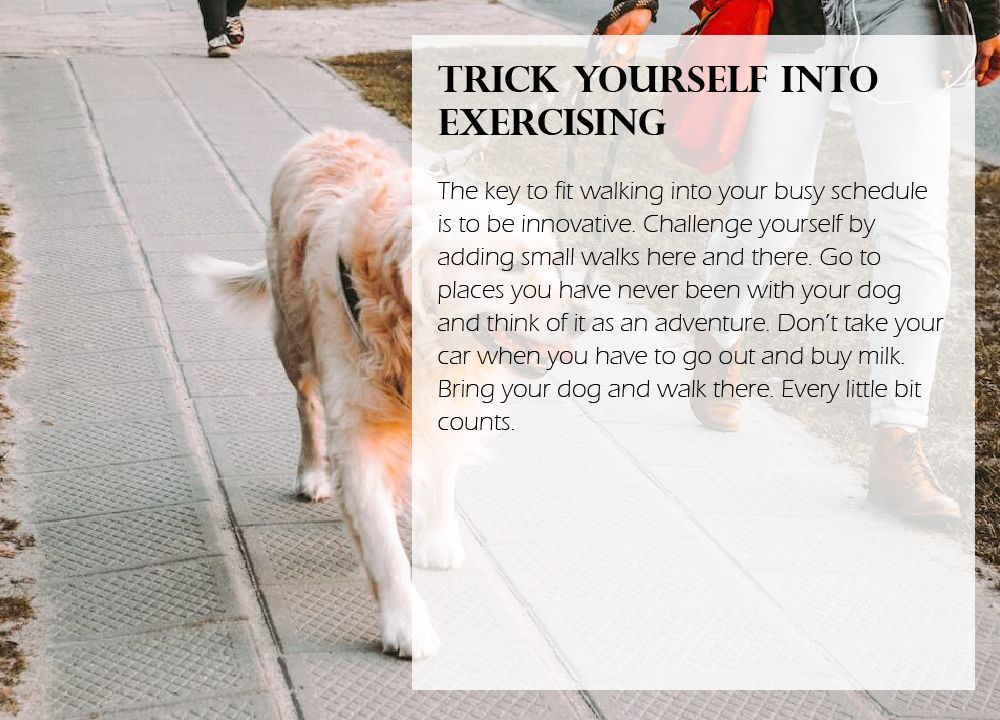 TRICK YOURSELF INTO
EXERCISING
The key to fit walking into your busy schedule
is to be innovative. Challenge yourself by
adding small walks here and there. Go to
places you have never been with your dog
and think of it as an adventure. Don’t take your
car when you have to go out and buy milk.
Bring your dog and walk there. Every little bit
counts.